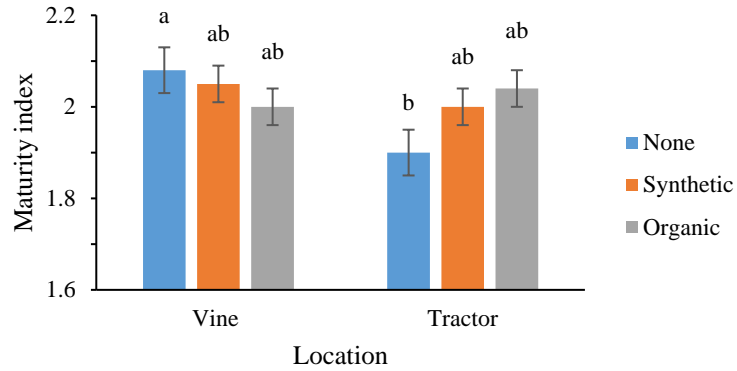 2.2
2
1.8
1.6
Maturity index
a
ab
ab
b
ab
ab
Vine
Tractor
Location
None
Synthetic
Organic